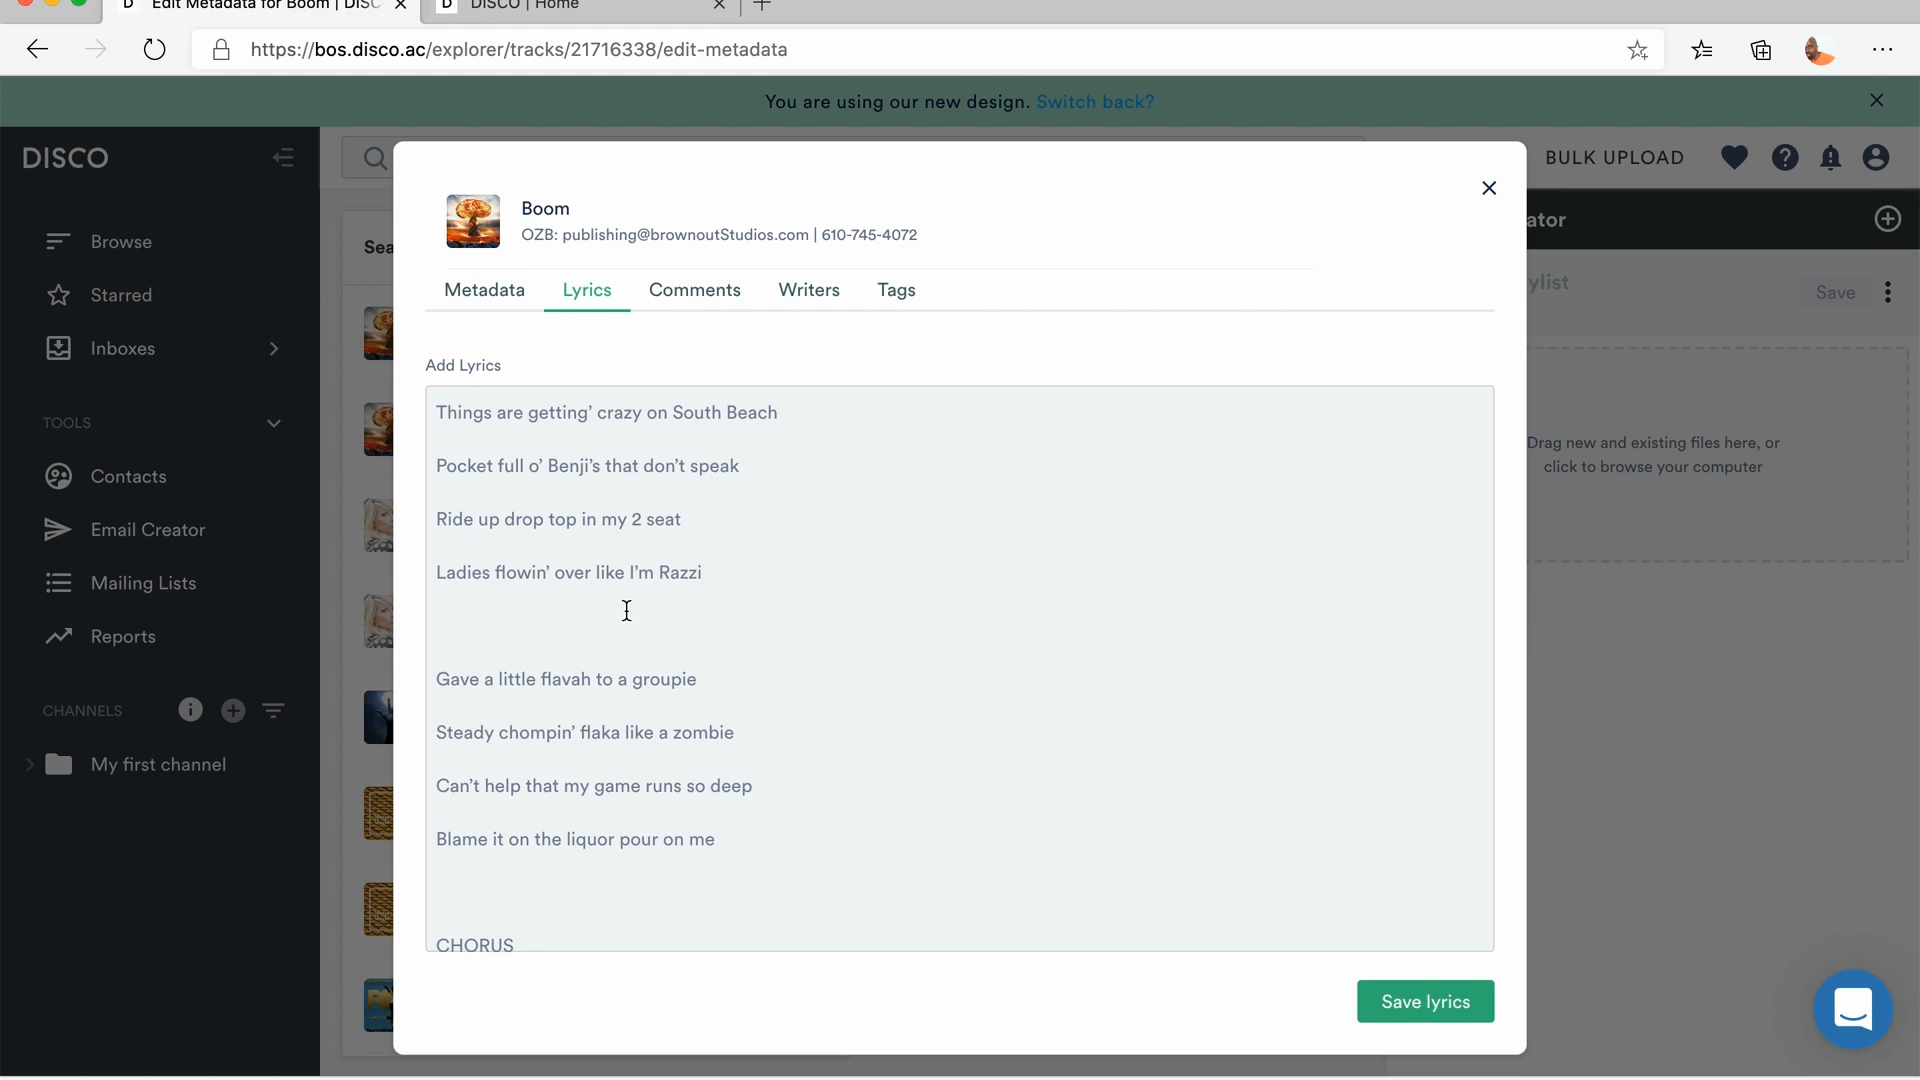 Edit Metadata for Boom | DISC
DISCO | Home
https://bos.disco.ac/explorer/tracks/21716338/edit-metadata
You are using our new design. Switch back?
DISCO
BULK UPLOAD
Browse
Starred
Inboxes
TOOLS
Contacts
Email Creator
Mailing Lists
Reports
CHANNELS
My first channel
Sea
Boom
OZB: publishing@brownoutStudios.com | 610-745-4072
Metadata
Lyrics
Comments
Writers
Tags
Add Lyrics
Things are getting’ crazy on South Beach
Pocket full o’ Benji’s that don’t speak
Ride up drop top in my 2 seat
Ladies flowin’ over like I’m Razzi
Gave a little flavah to a groupie
Steady chompin’ flaka like a zombie
Can’t help that my game runs so deep
Blame it on the liquor pour on me
CHORUS
Save lyrics
ator
ylist
Save
Drag new and existing files here, or
click to browse your computer